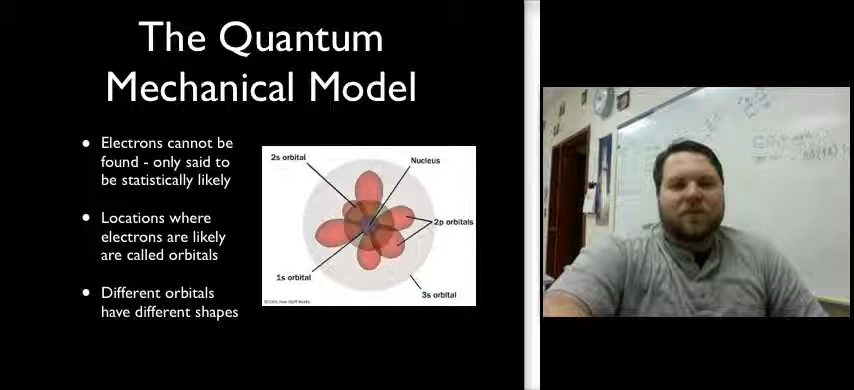 The Quantum
Mechanical Model
• Electrons cannot be
found - only said to
be statistically likely
• Locations where
electrons are likely
are called orbitals
• Different orbitals
have different shapes
2s orbital
Nucleus
2p orbitals
1s orbital
3s orbital